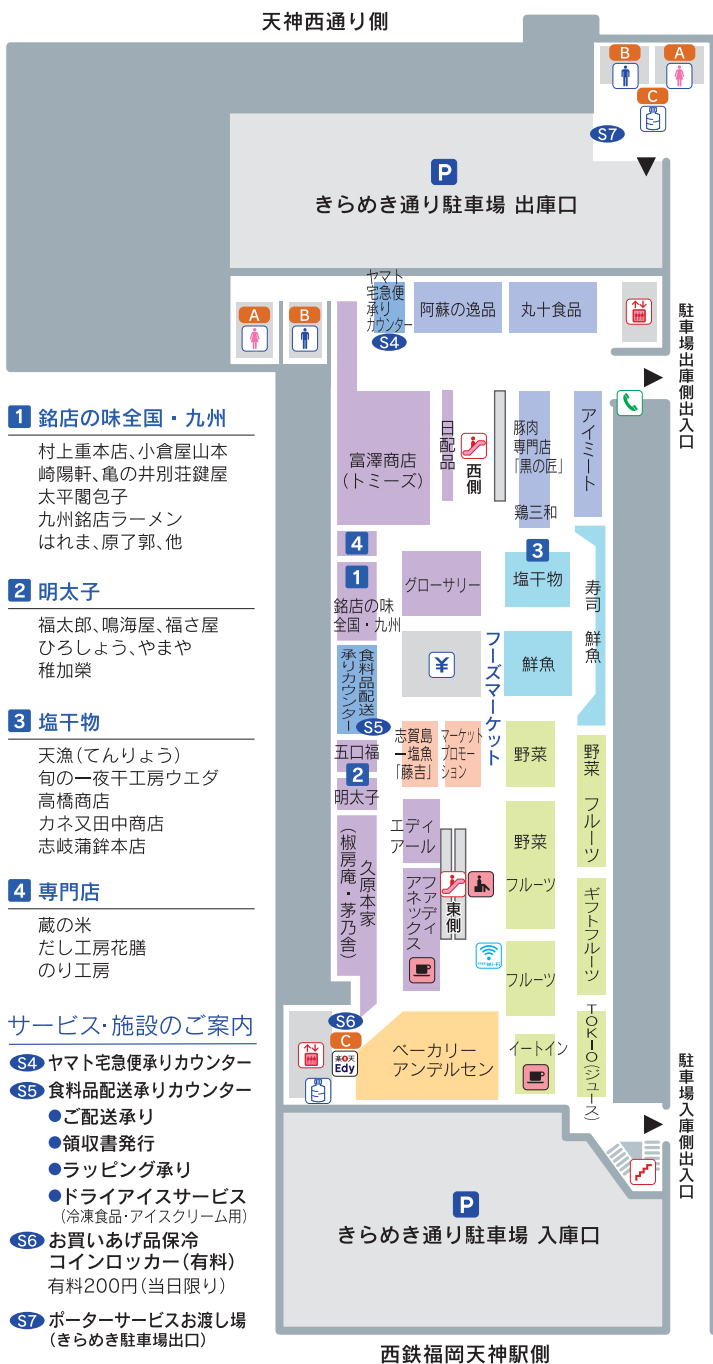 天神西通り側
B
A
C
S7
P
きらめき通り駐車場 出庫口
ヤマト
宅急便
承り
カウンター
S4
阿蘇の逸品
丸十食品
A
B
駐車場出庫側出入口
1 銘店の味全国・九州
村上重本店、小倉屋山本
崎陽軒、亀の井別荘鍵屋
太平閣包子
九州銘店ラーメン
はれま、原了郭、他
2 明太子
福太郎、鳴海屋、福さ屋
ひろしょう、やまや
稚加榮
3 塩干物
天漁(てんりょう)
旬の一夜干工房ウエダ
高橋商店
カネ又田中商店
志岐蒲鉾本店
4 専門店
蔵の米
だし工房花膳
のり工房
富澤商店
(トミーズ)
日配品
西側
豚肉
専門店
「黒の匠」
鶏三和
アイミート
4
1
銘店の味
全国・九州
グローサリー
3
塩干物
寿司 鮮魚
食料品配送
承りカウンター
S5
¥
フーズマーケット
鮮魚
五口福
2
明太子
志賀島
一塩魚
「藤吉」
マーケット
プロモー
ション
野菜
野菜 フルーツ
エディ
アール
野菜
フルーツ
久原本家
(椒房庵・茅乃舎)
ファディ
アネックス
東側
ギフトフルーツ
Wi-Fi
フルーツ
S6
C
楽天
Edy
ベーカリー
アンデルセン
イートイン
TOKIO(ジュース)
駐車場入庫側出入口
サービス・施設のご案内
S4 ヤマト宅急便承りカウンター
S5 食料品配送承りカウンター
●ご配送承り
●領収書発行
●ラッピング承り
●ドライアイスサービス
(冷凍食品・アイスクリーム用)
S6 お買いあげ品保冷
コインロッカー(有料)
有料200円(当日限り)
S7 ポーターサービスお渡し場
(きらめき駐車場出口)
P
きらめき通り駐車場 入庫口
西鉄福岡天神駅側